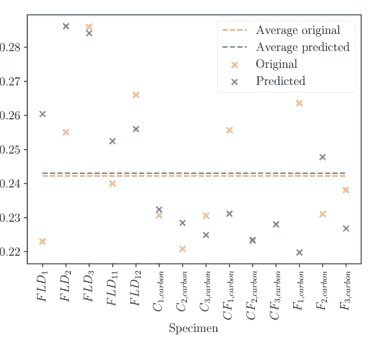 Average original
Average predicted
Original
Predicted
0.28
0.27
0.26
0.25
0.24
0.23
0.22
FLD1
FLD2
FLD3
FLD11
FLD12
C1,carbon
C2,carbon
C3,carbon
CF1,carbon
CF2,carbon
CF3,carbon
F1,carbon
F2,carbon
F3,carbon
Specimen